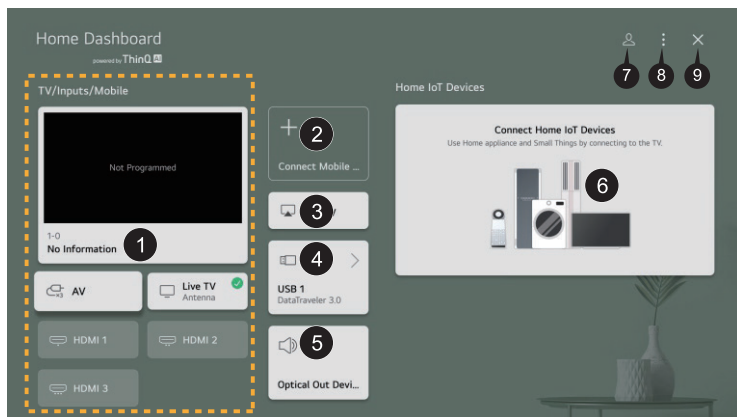 Home Dashboard
powered by ThinQ AI
TV/Inputs/Mobile
Not Programmed
1-0
No Information
1
AV
x3
Live TV
Antenna
HDMI 1
HDMI 2
HDMI 3
2
Connect Mobile ...
3
y
4
USB 1
DataTraveler 3.0
5
Optical Out Devi...
Home IoT Devices
7
8
9
Connect Home IoT Devices
Use Home appliance and Small Things by connecting to the TV.
6